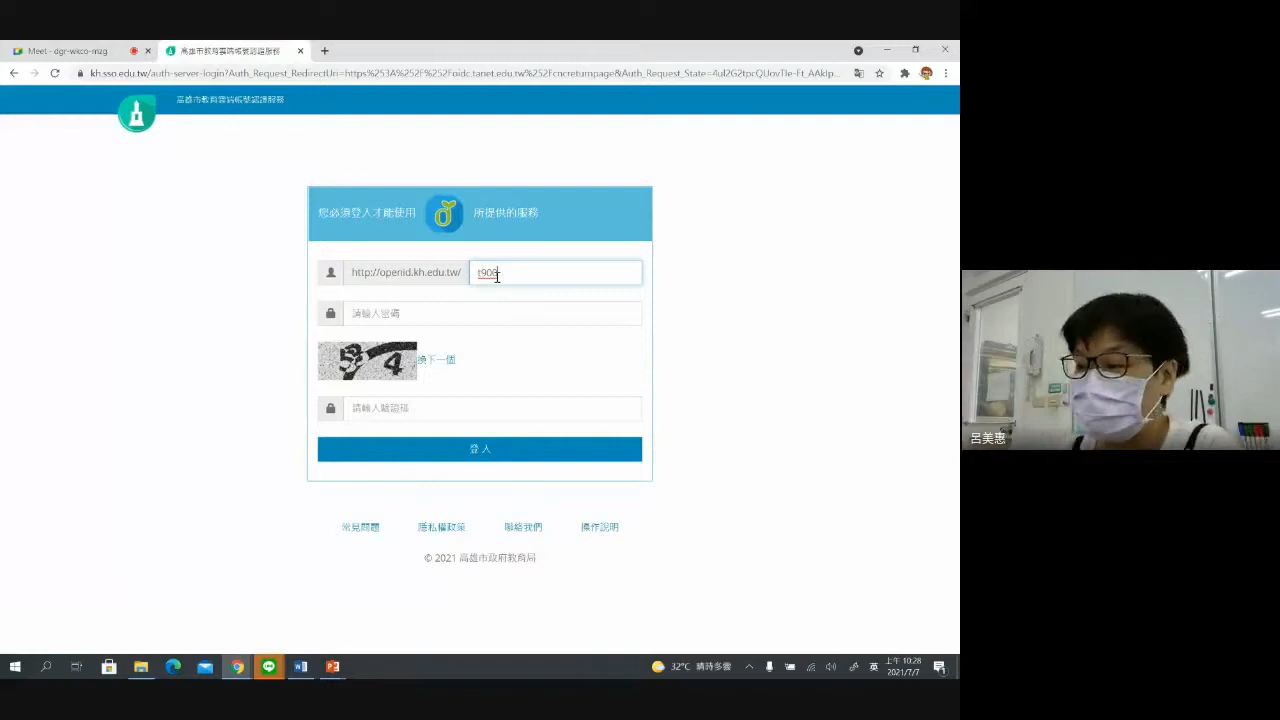 Meet - dgr-wkco-mzg
高雄市教育雲端帳號認證服務
kh.sso.edu.tw/auth-server-login?Auth_Request_RedirectUri=https%253A%252F%252Foidc.tanet.edu.tw%252Fcncreturnpage&Auth_Request_State=
高雄市教育雲端帳號認證服務
您必須登入才能使用 所提供的服務
http://openid.kh.edu.tw/ t900
請輸入密碼
換下一個
請輸入驗證碼
登入
常見問題 隱私權政策 聯絡我們 操作說明
© 2021 高雄市政府教育局
呂美惠
32°C 晴時多雲 英 上午 10:28
2021/7/7